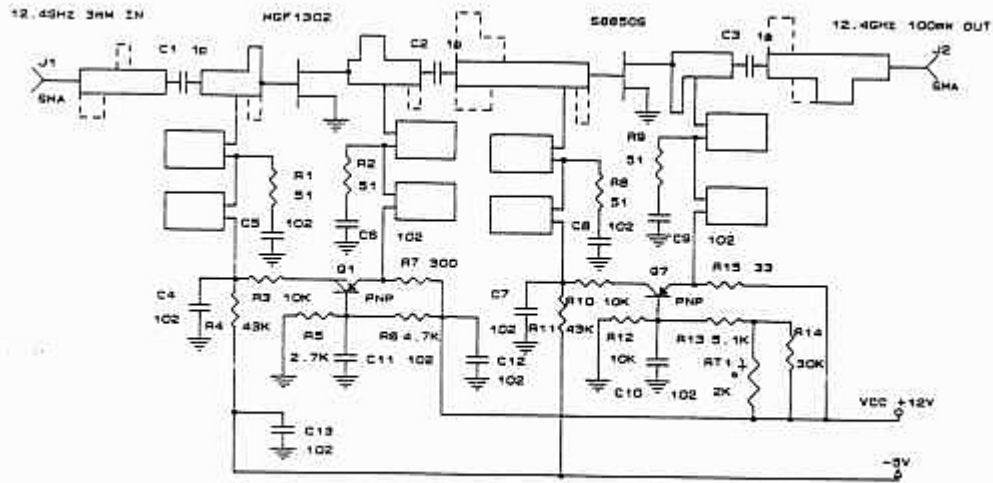 12.4GHZ 3MW IN
MGF1302
S8850S
12.4GHZ 100mW OUT
J1
SMA
C1 1p
C2 1p
C3 1p
J2
SMA
R1
51
R2
51
R8
51
R9
51
C5 102
C6 102
C8 102
C9 102
Q1
PNP
R7 300
Q7
PNP
R15 33
C4
102
R3 10K
R4 43K
R5
2.7K
R6 4.7K
C11 102
C12
102
C7
102
R10 10K
R11 43K
R12
10K
R13 5.1K
R14
30K
RT1
2K
C10 102
C13
102
VCC +12V
-5V